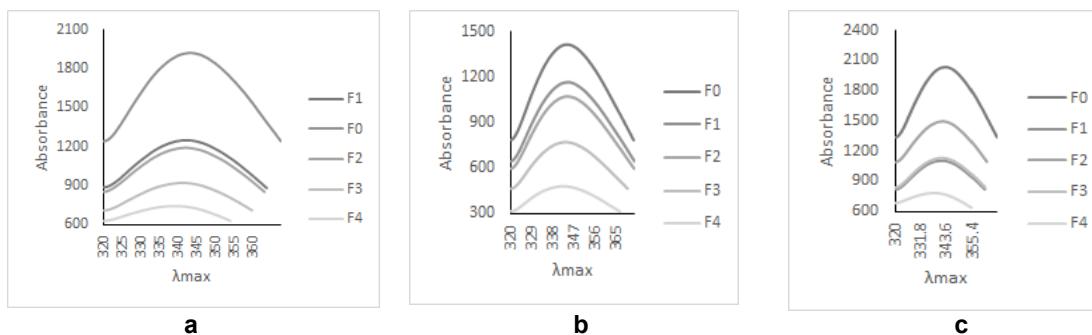 2100
1800
1500
1200
900
600
Absorbance
320
325
330
335
340
345
350
355
360
λmax
F1
F0
F2
F3
F4
a
1500
1200
900
600
300
Absorbance
320
329
338
347
356
365
λmax
F0
F1
F2
F3
F4
b
2400
2100
1800
1500
1200
900
600
Absorbance
320
331.8
343.6
355.4
λmax
F0
F1
F2
F3
F4
c